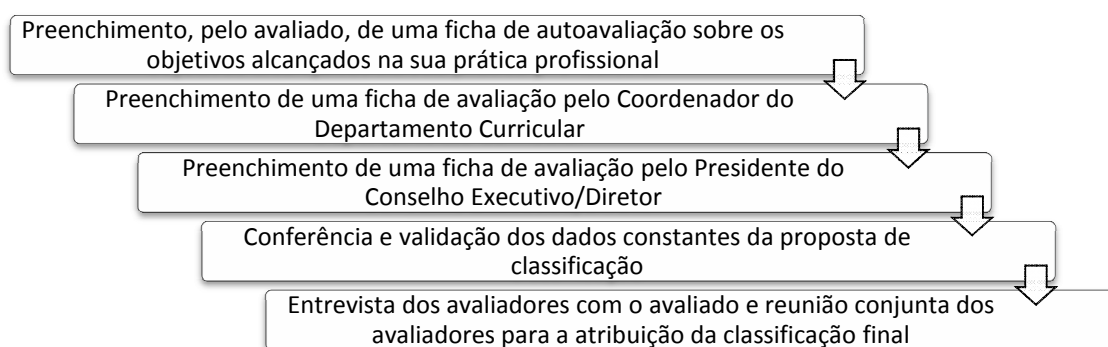 Preenchimento, pelo avaliado, de uma ficha de autoavaliação sobre os
objetivos alcançados na sua prática profissional
Preenchimento de uma ficha de avaliação pelo Coordenador do
Departamento Curricular
Preenchimento de uma ficha de avaliação pelo Presidente do
Conselho Executivo/Diretor
Conferência e validação dos dados constantes da proposta de
classificação
Entrevista dos avaliadores com o avaliado e reunião conjunta dos
avaliadores para a atribuição da classificação final